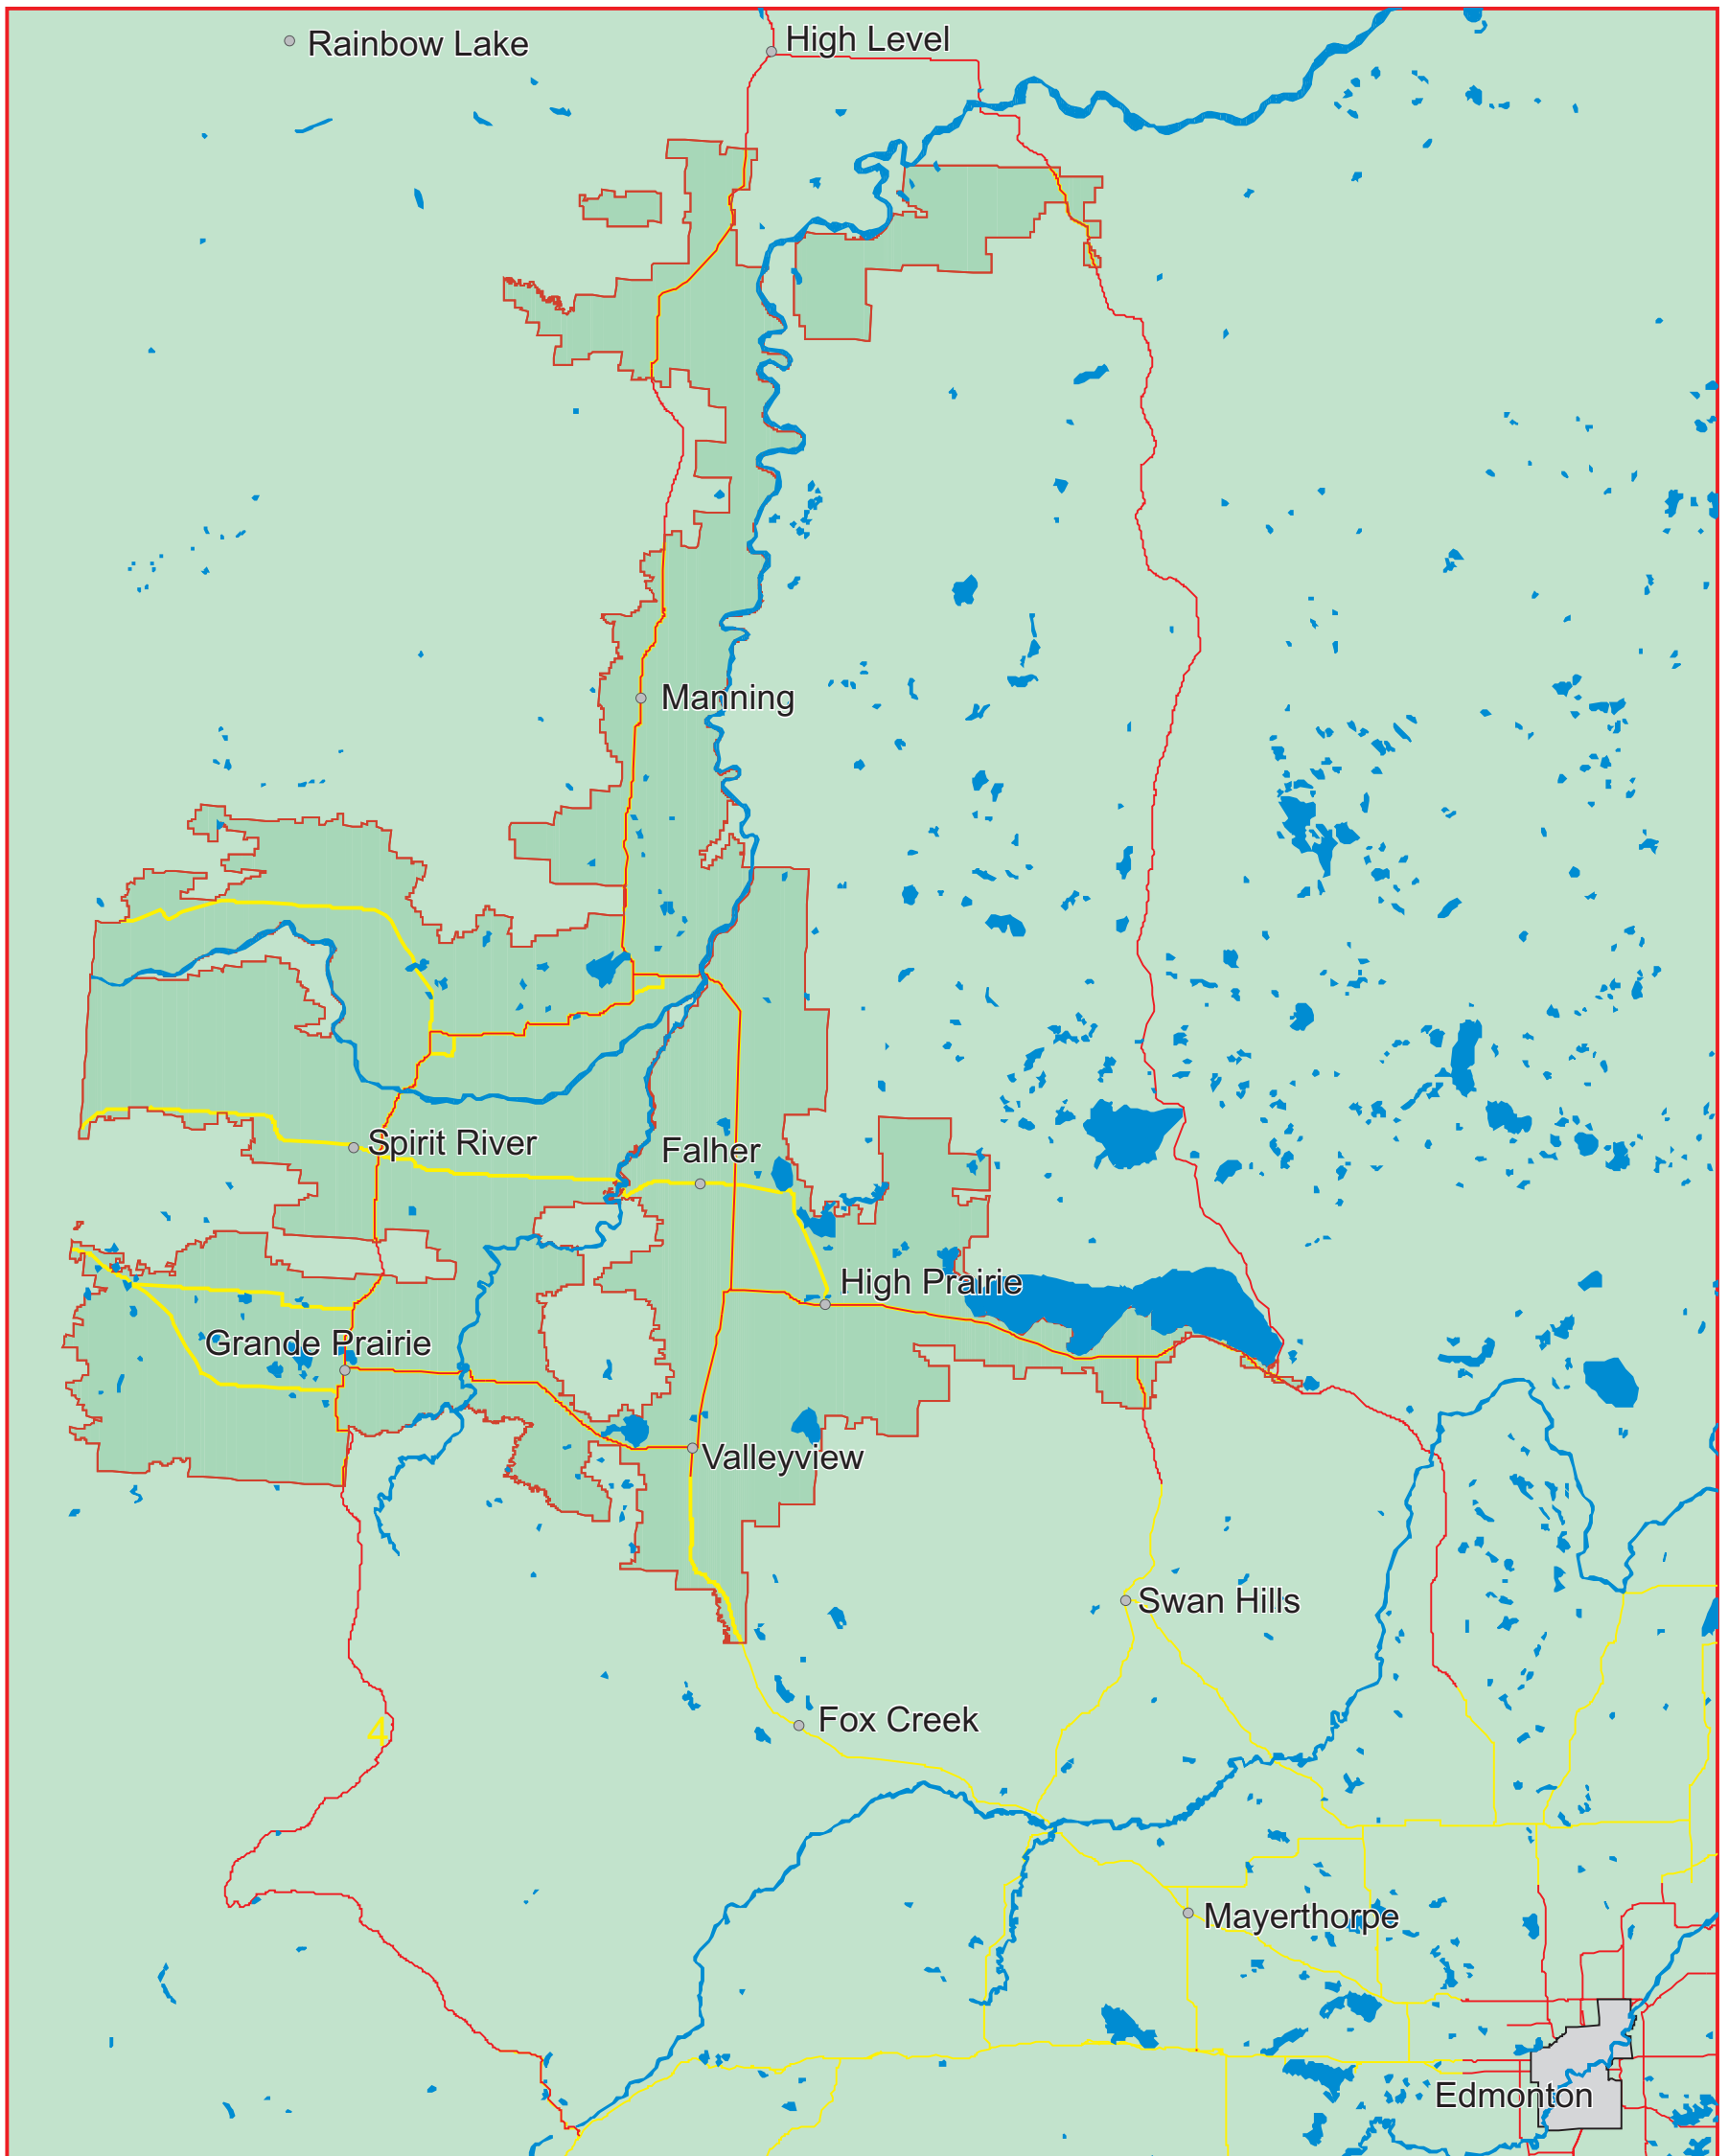 Rainbow Lake
High Level
Manning
Spirit River
Falher
High Prairie
Grande Prairie
Valleyview
Swan Hills
Fox Creek
4
Mayerthorpe
Edmonton